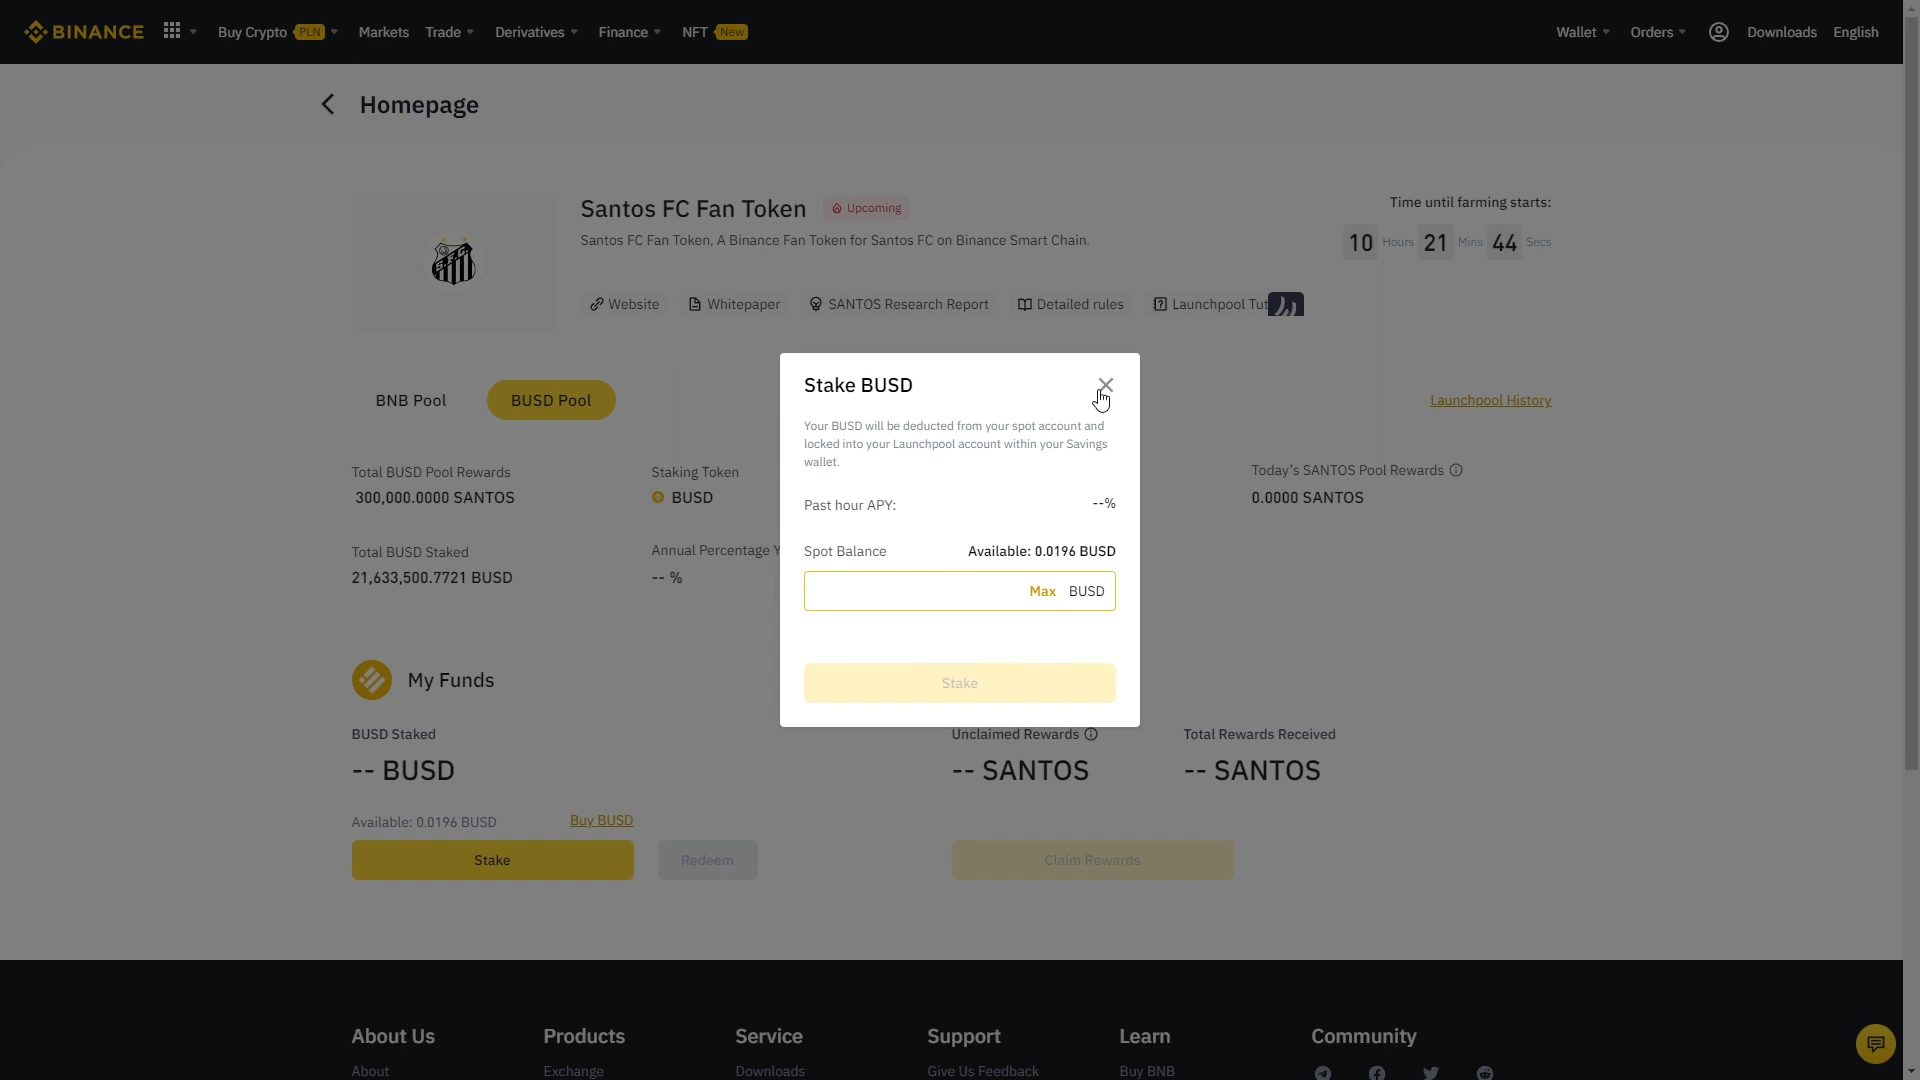 BINANCE
Buy Crypto PLN
Markets
Trade
Derivatives
Finance
NFT New
Wallet
Orders
Downloads
English
Homepage
Santos FC Fan Token Upcoming
Santos FC Fan Token, A Binance Fan Token for Santos FC on Binance Smart Chain.
Time until farming starts:
10 Hours 21 Mins 44 Secs
Website
Whitepaper
SANTOS Research Report
Detailed rules
Launchpool Tut
BNB Pool
BUSD Pool
Launchpool History
Total BUSD Pool Rewards
300,000.0000 SANTOS
Staking Token
BUSD
Today's SANTOS Pool Rewards
0.0000 SANTOS
Total BUSD Staked
21,633,500.7721 BUSD
Annual Percentage Y
-- %
Stake BUSD
Your BUSD will be deducted from your spot account and
locked into your Launchpool account within your Savings
wallet.
Past hour APY: --%
Spot Balance Available: 0.0196 BUSD
Max BUSD
Stake
My Funds
BUSD Staked
-- BUSD
Available: 0.0196 BUSD Buy BUSD
Stake
Redeem
Unclaimed Rewards
-- SANTOS
Total Rewards Received
-- SANTOS
Claim Rewards
About Us
About
Products
Exchange
Service
Downloads
Support
Give Us Feedback
Learn
Buy BNB
Community